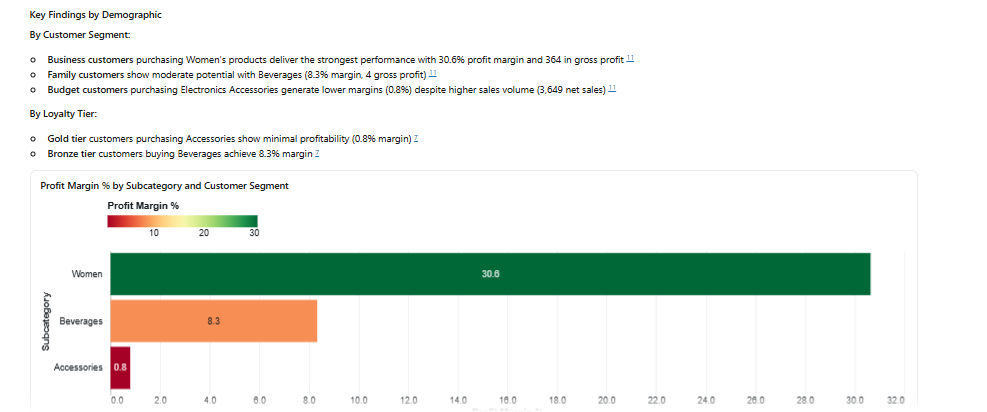 Key Findings by Demographic
By Customer Segment:
Business customers purchasing Women's products deliver the strongest performance with 30.6% profit margin and 364 in gross profit 11
Family customers show moderate potential with Beverages (8.3% margin, 4 gross profit) 11
Budget customers purchasing Electronics Accessories generate lower margins (0.8%) despite higher sales volume (3,649 net sales) 11
By Loyalty Tier:
Gold tier customers purchasing Accessories show minimal profitability (0.8% margin) 7
Bronze tier customers buying Beverages achieve 8.3% margin 7
Profit Margin % by Subcategory and Customer Segment
Profit Margin %
10 20 30
Subcategory
Women 30.6
Beverages 8.3
Accessories 0.8
0.0 2.0 4.0 6.0 8.0 10.0 12.0 14.0 16.0 18.0 20.0 22.0 24.0 26.0 28.0 30.0 32.0